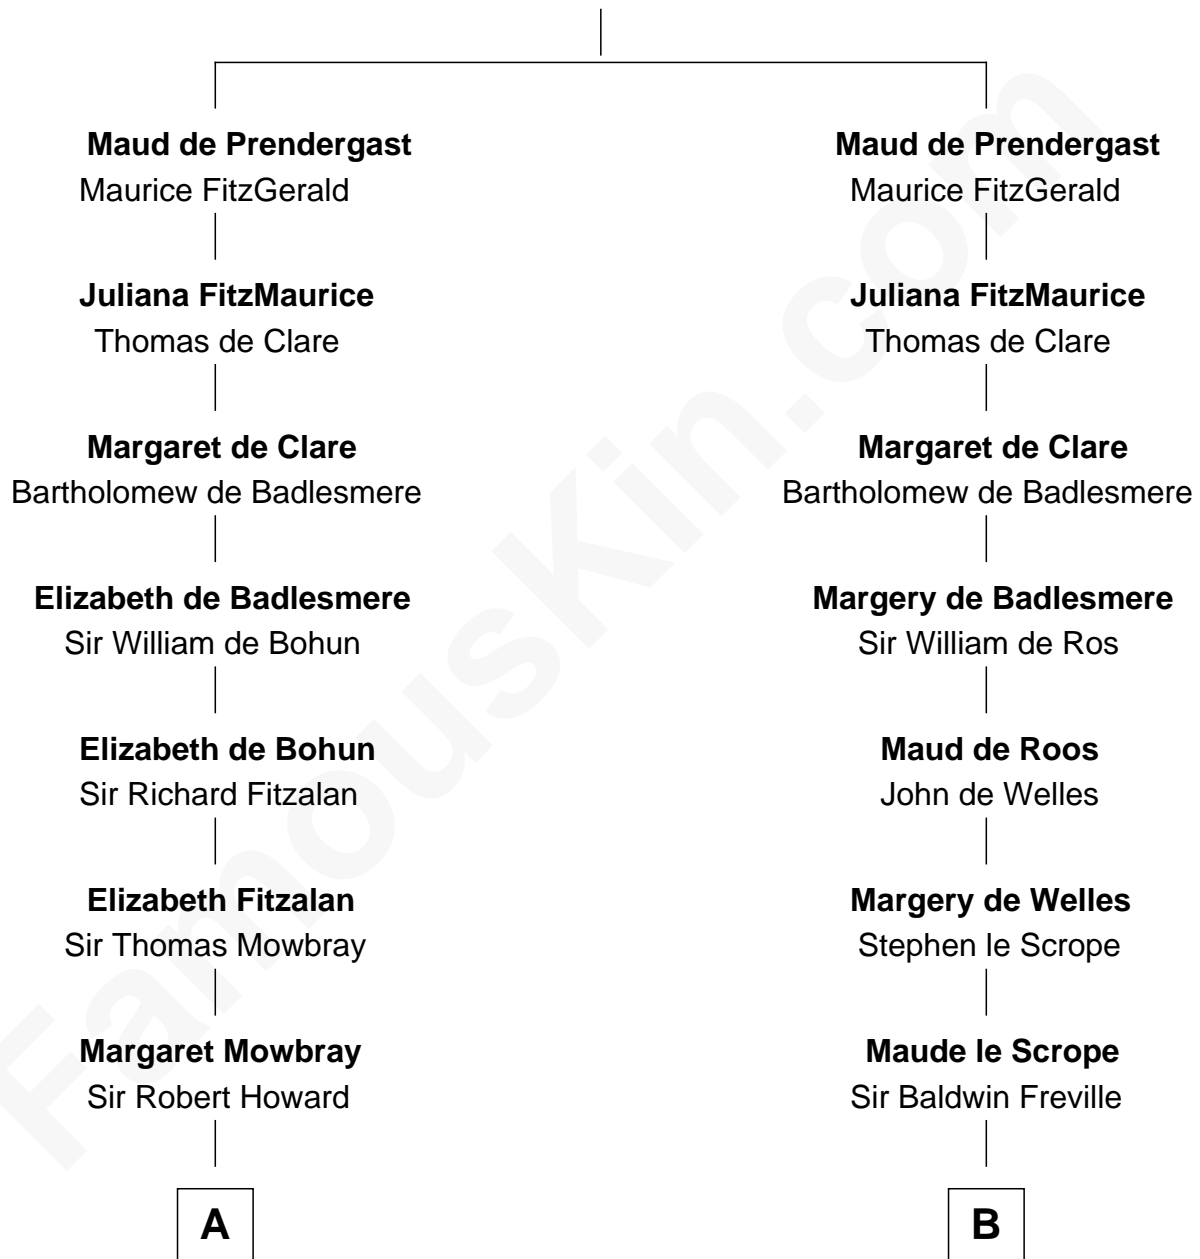 Maud de Prendergast
Maurice FitzGerald
Juliana FitzMaurice
Thomas de Clare
Margaret de Clare
Bartholomew de Badlesmere
Elizabeth de Badlesmere
Sir William de Bohun
Elizabeth de Bohun
Sir Richard Fitzalan
Elizabeth Fitzalan
Sir Thomas Mowbray
Margaret Mowbray
Sir Robert Howard
A
Maud de Prendergast
Maurice FitzGerald
Juliana FitzMaurice
Thomas de Clare
Margaret de Clare
Bartholomew de Badlesmere
Margery de Badlesmere
Sir William de Ros
Maud de Roos
John de Welles
Margery de Welles
Stephen le Scrope
Maude le Scrope
Sir Baldwin Freville
B
FamousKin.com